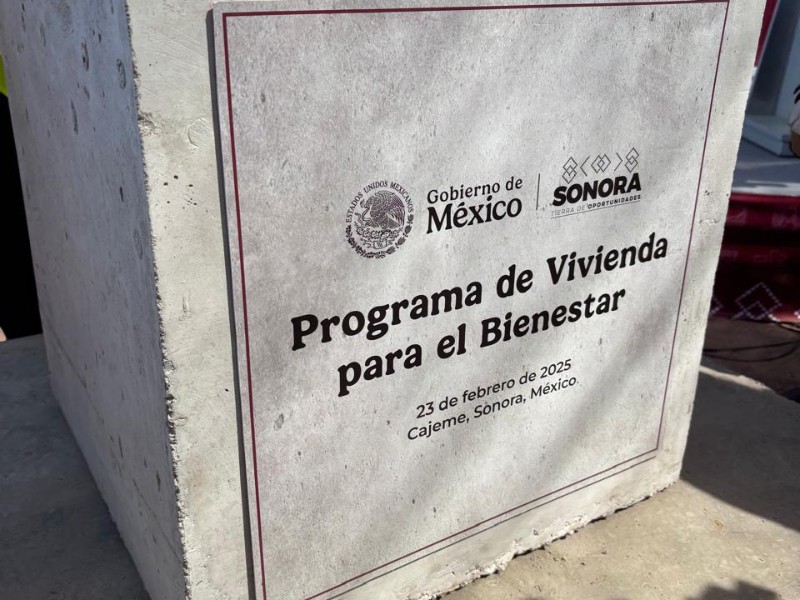 ESTADOS UNIDOS MEXICANOS
Gobierno de
México
SONORA
TIERRA DE OPORTUNIDADES
Programa de Vivienda
para el Bienestar
23 de febrero de 2025
Cajeme, Sonora, México